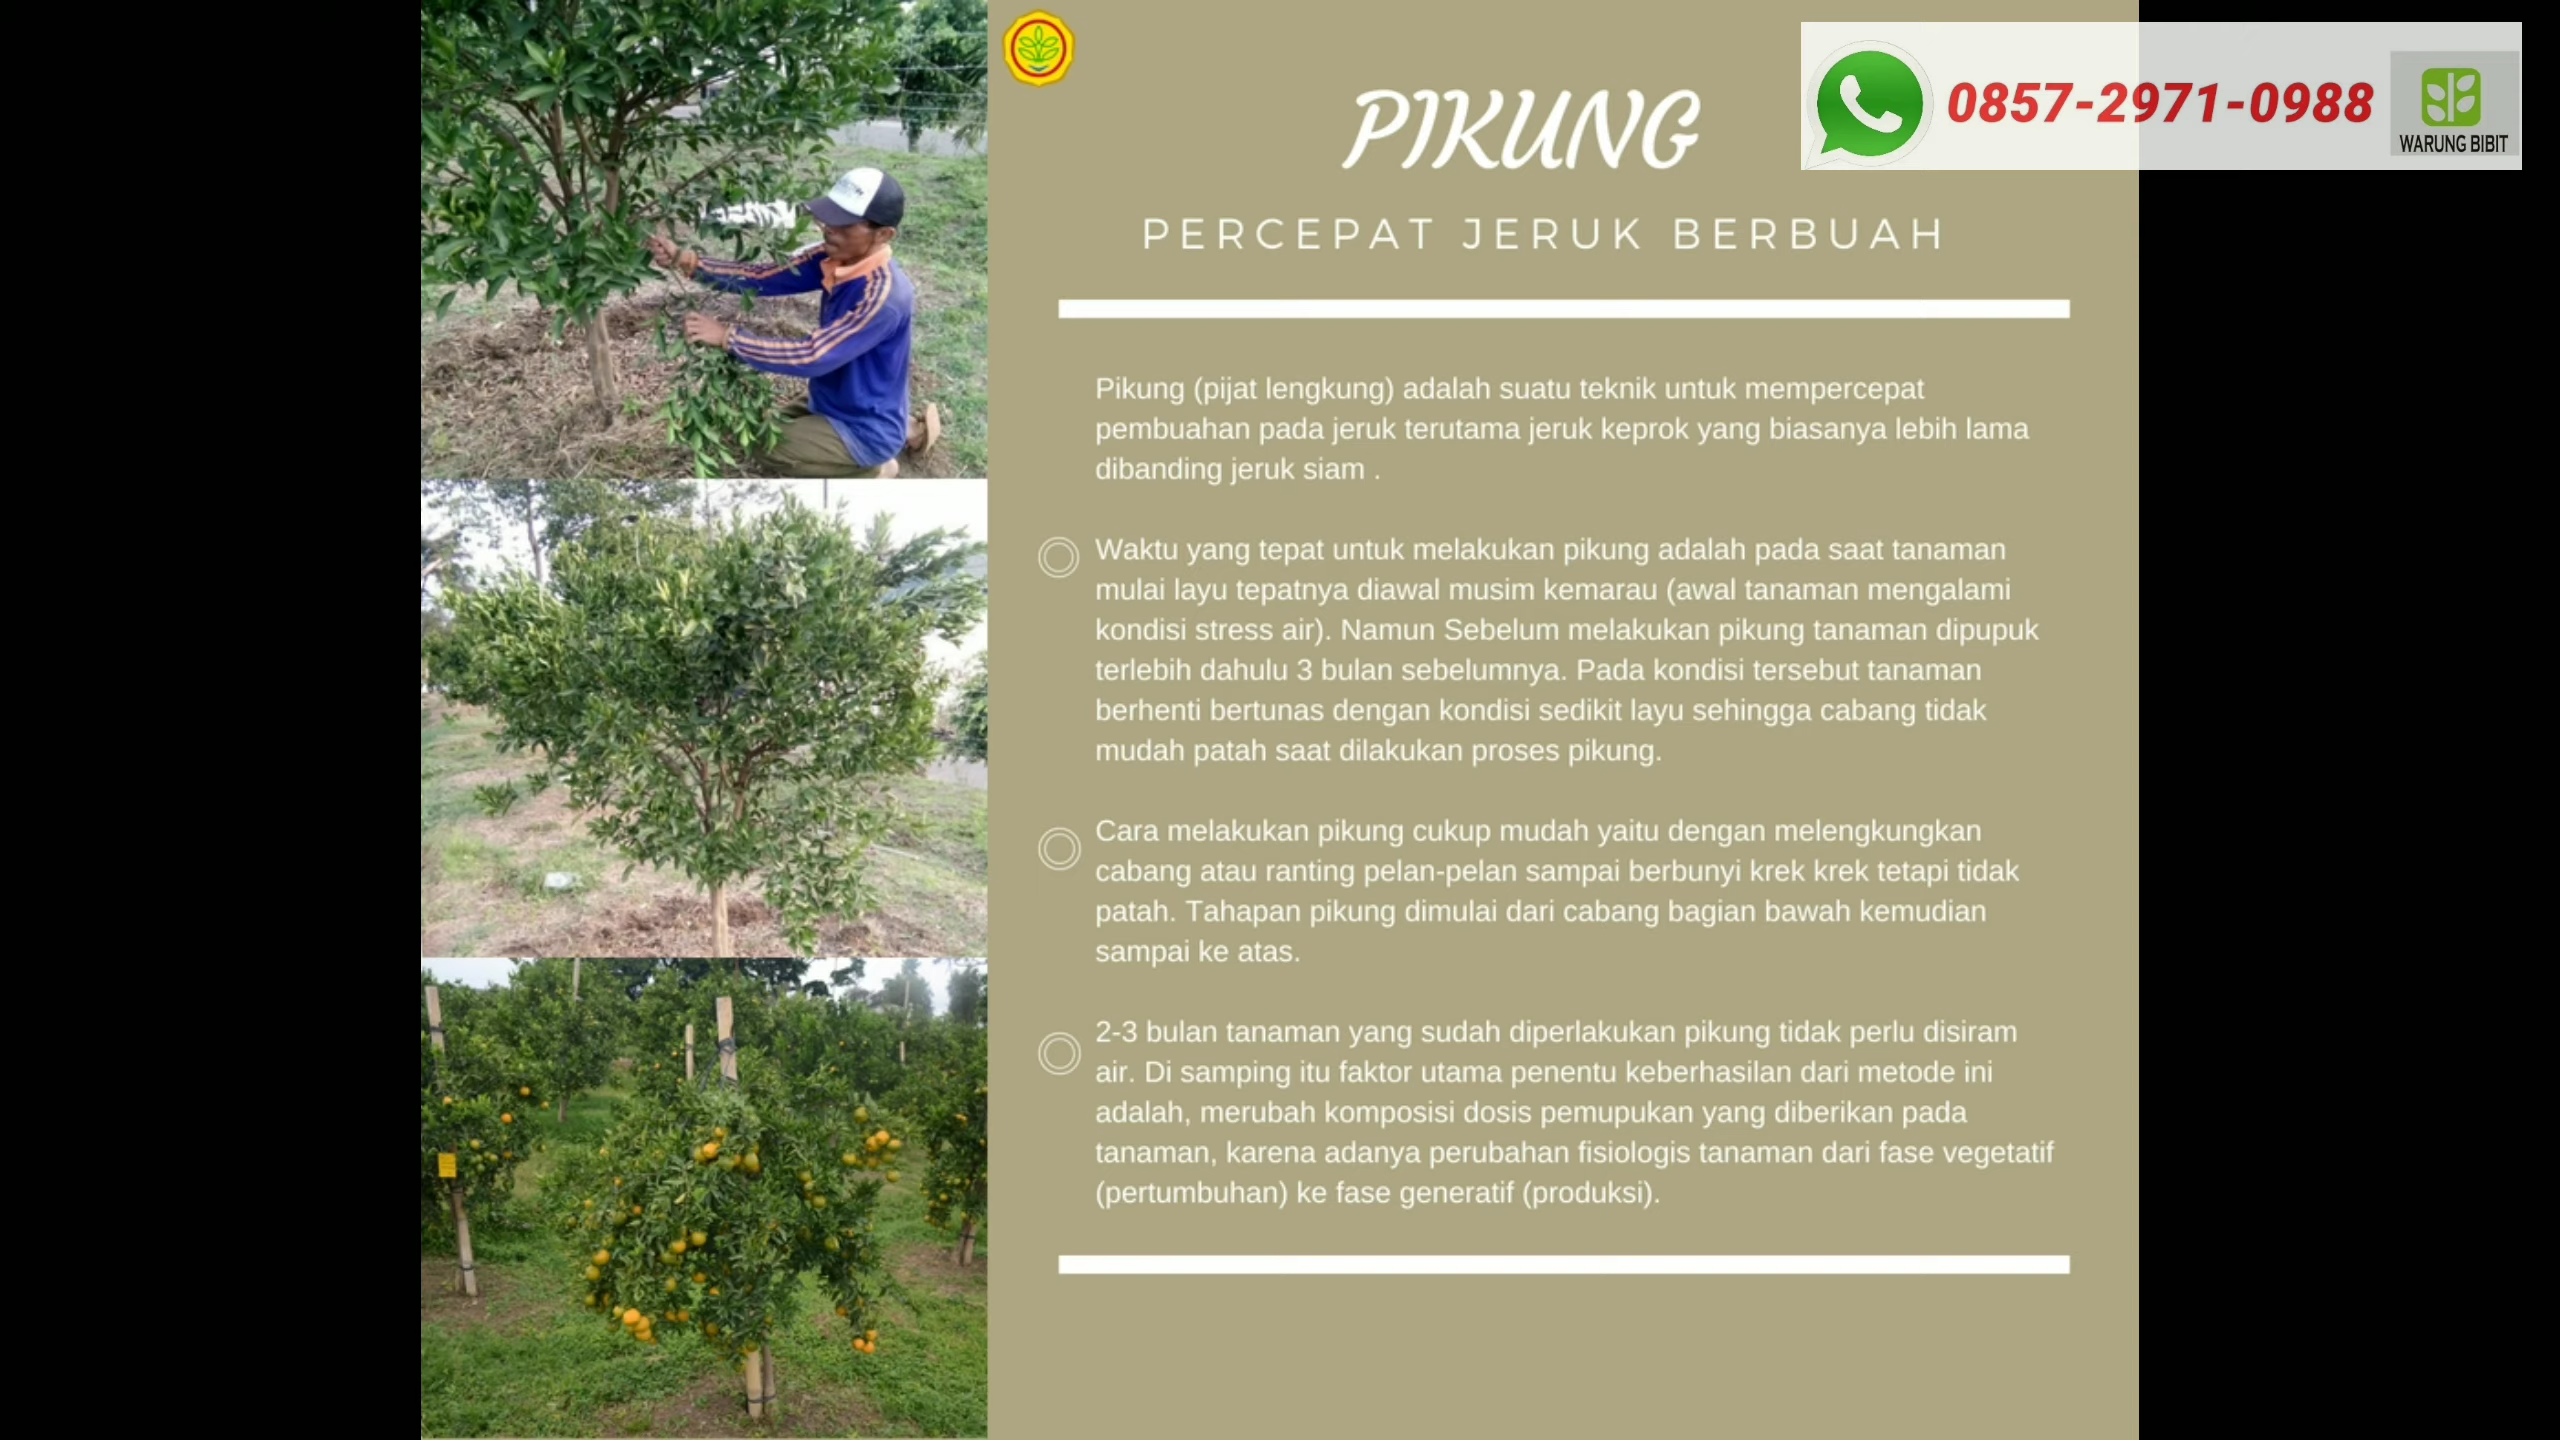 PIKUNG
PERCEPAT JERUK BERBUAH
0857-2971-0988
WARUNG BIBIT
Pikung (pijat lengkung) adalah suatu teknik untuk mempercepat
pembuahan pada jeruk terutama jeruk keprok yang biasanya lebih lama
dibanding jeruk siam .
Waktu yang tepat untuk melakukan pikung adalah pada saat tanaman
mulai layu tepatnya diawal musim kemarau (awal tanaman mengalami
kondisi stress air). Namun Sebelum melakukan pikung tanaman dipupuk
terlebih dahulu 3 bulan sebelumnya. Pada kondisi tersebut tanaman
berhenti bertunas dengan kondisi sedikit layu sehingga cabang tidak
mudah patah saat dilakukan proses pikung.
Cara melakukan pikung cukup mudah yaitu dengan melengkungkan
cabang atau ranting pelan-pelan sampai berbunyi krek krek tetapi tidak
patah. Tahapan pikung dimulai dari cabang bagian bawah kemudian
sampai ke atas.
2-3 bulan tanaman yang sudah diperlakukan pikung tidak perlu disiram
air. Di samping itu faktor utama penentu keberhasilan dari metode ini
adalah, merubah komposisi dosis pemupukan yang diberikan pada
tanaman, karena adanya perubahan fisiologis tanaman dari fase vegetatif
(pertumbuhan) ke fase generatif (produksi).